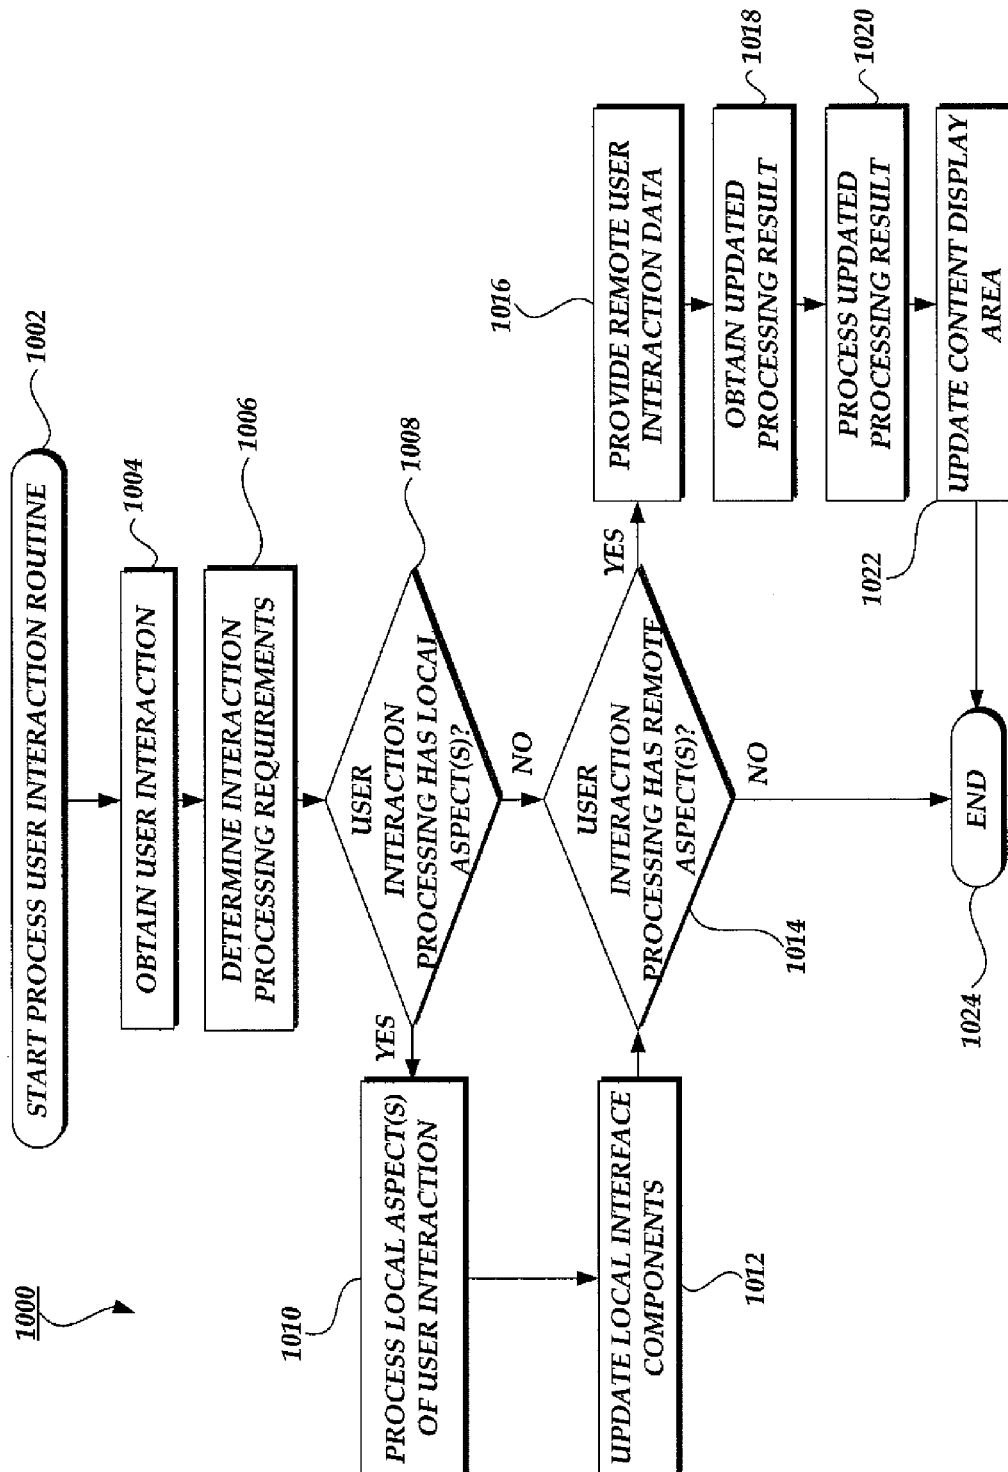 1000
START PROCESS USER INTERACTION ROUTINE
1002
OBTAIN USER INTERACTION
1004
DETERMINE INTERACTION
PROCESSING REQUIREMENTS
1006
USER
INTERACTION
PROCESSING HAS LOCAL
ASPECT(S)?
1008
YES
NO
1010
PROCESS LOCAL ASPECT(S)
OF USER INTERACTION
UPDATE LOCAL INTERFACE
COMPONENTS
1012
USER
INTERACTION
PROCESSING HAS REMOTE
ASPECT(S)?
1014
YES
NO
1016
PROVIDE REMOTE USER
INTERACTION DATA
OBTAIN UPDATED
PROCESSING RESULT
1018
PROCESS UPDATED
PROCESSING RESULT
1020
UPDATE CONTENT DISPLAY
AREA
1022
END
1024